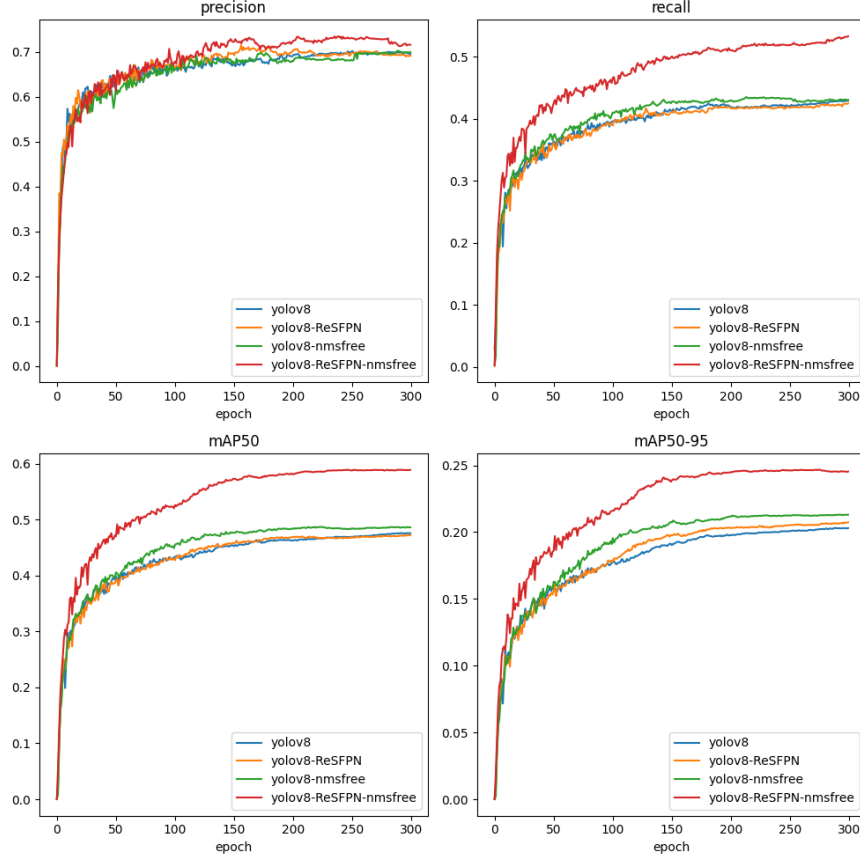 precision
0.7
0.6
0.5
0.4
0.3
0.2
0.1
0.0
yolov8
yolov8-ReSFPN
yolov8-nmsfree
yolov8-ReSFPN-nmsfree
0 50 100 150 200 250 300
epoch
recall
0.5
0.4
0.3
0.2
0.1
0.0
yolov8
yolov8-ReSFPN
yolov8-nmsfree
yolov8-ReSFPN-nmsfree
0 50 100 150 200 250 300
epoch
mAP50
0.6
0.5
0.4
0.3
0.2
0.1
0.0
yolov8
yolov8-ReSFPN
yolov8-nmsfree
yolov8-ReSFPN-nmsfree
0 50 100 150 200 250 300
epoch
mAP50-95
0.25
0.20
0.15
0.10
0.05
0.00
yolov8
yolov8-ReSFPN
yolov8-nmsfree
yolov8-ReSFPN-nmsfree
0 50 100 150 200 250 300
epoch